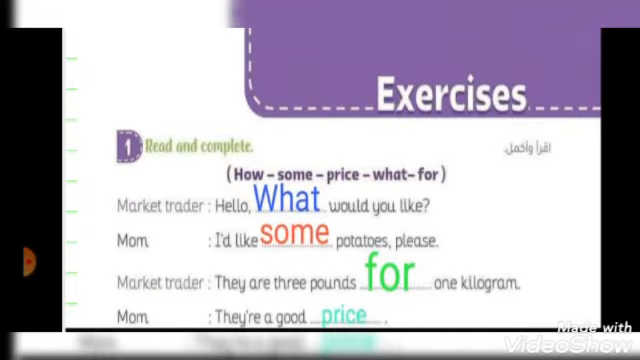 Exercises
1 Read and complete.
اقرأ وأكمل.
(How – some – price – what – for)
Market trader : Hello, What would you like?
Mom : I'd like some potatoes, please.
Market trader : They are three pounds for one kilogram.
Mom : They're a good price.
Made with
VideoShow